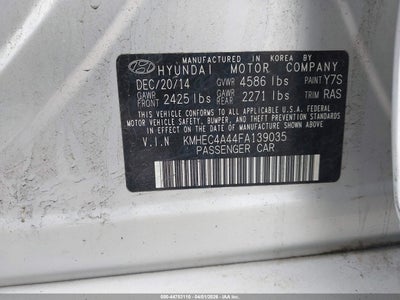 MANUFACTURED IN KOREA BY
HYUNDAI MOTOR COMPANY
DEC/20/14 GVWR 4586 lbs PAINT Y7S
GAWR FRONT 2425 lbs GAWR REAR 2271 lbs TRIM RAS
THIS VEHICLE CONFORMS TO ALL APPLICABLE U.S.A. FEDERAL
MOTOR VEHICLE SAFETY, BUMPER, AND THEFT PREVENTION
STANDARDS IN EFFECT ON THE DATE OF MANUFACTURE
SHOWN ABOVE.
V.I.N KMHEC4A44FA139035
PASSENGER CAR